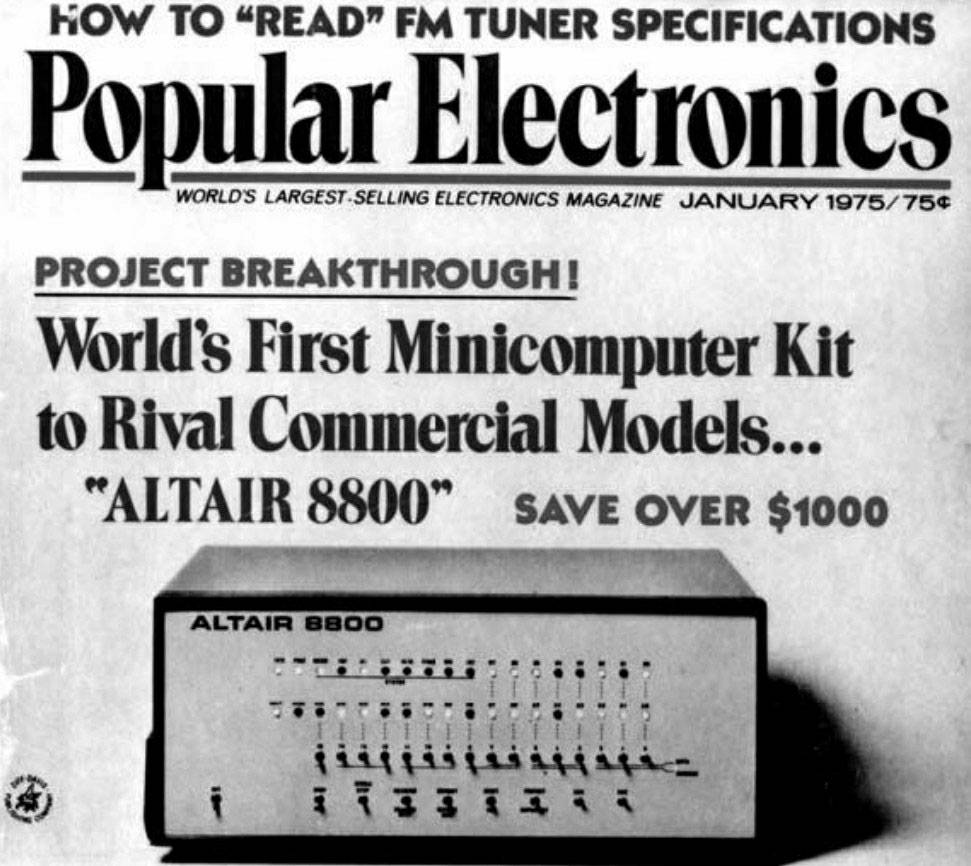 HOW TO “READ” FM TUNER SPECIFICATIONS
Popular Electronics
WORLD'S LARGEST-SELLING ELECTRONICS MAGAZINE JANUARY 1975/75¢
PROJECT BREAKTHROUGH!
World's First Minicomputer Kit
to Rival Commercial Models...
“ALTAIR 8800” SAVE OVER $1000
ALTAIR 8800